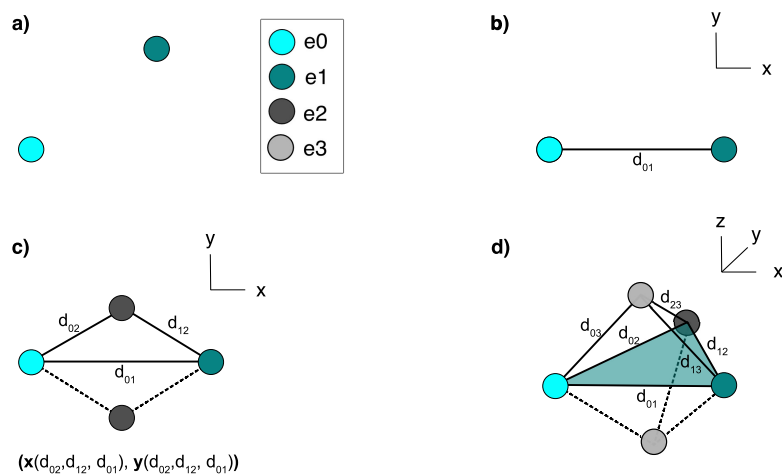 a)
e0
e1
e2
e3
b)
y
x
d01
c)
y
x
d02
d12
d01
(x(d02,d12, d01), y(d02,d12, d01))
d)
z
y
x
d23
d03
d02
d12
d13
d01